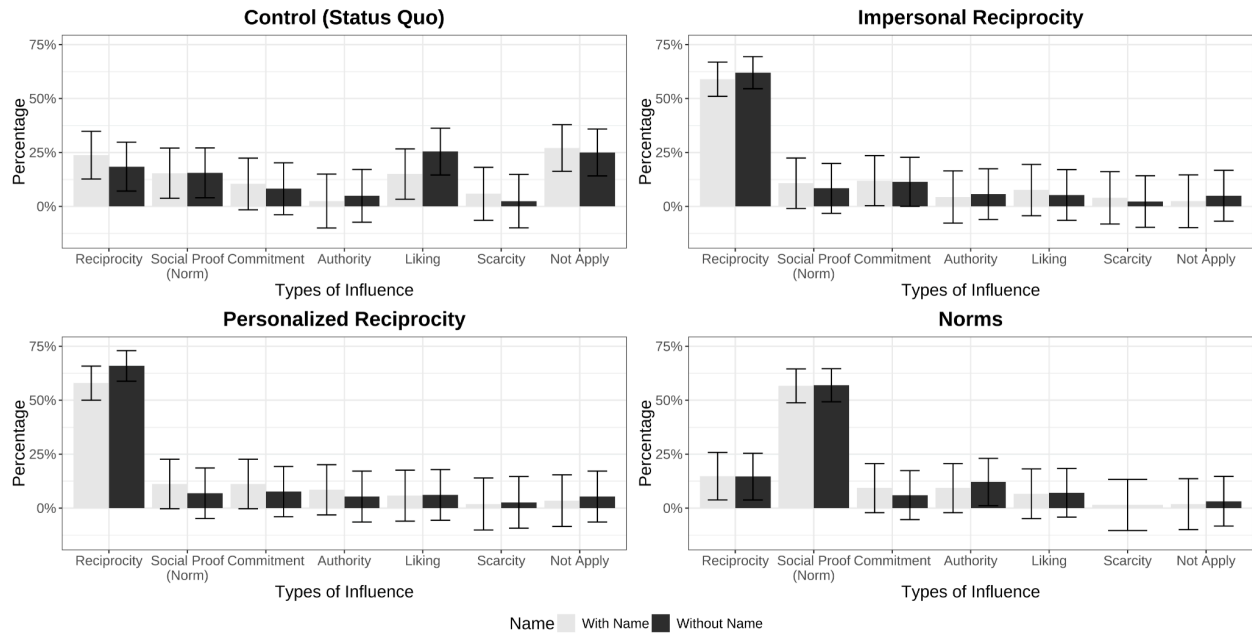 Control (Status Quo)
75%
50%
25%
0%
Percentage
Reciprocity Social Proof Commitment Authority Liking Scarcity Not Apply
(Norm)
Types of Influence
Impersonal Reciprocity
75%
50%
25%
0%
Percentage
Reciprocity Social Proof Commitment Authority Liking Scarcity Not Apply
(Norm)
Types of Influence
Personalized Reciprocity
75%
50%
25%
0%
Percentage
Reciprocity Social Proof Commitment Authority Liking Scarcity Not Apply
(Norm)
Types of Influence
Norms
75%
50%
25%
0%
Percentage
Reciprocity Social Proof Commitment Authority Liking Scarcity Not Apply
(Norm)
Types of Influence
Name With Name Without Name